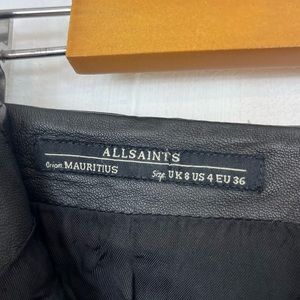 ALLSAINTS
Origin MAURITIUS Size UK 8 US 4 EU 36